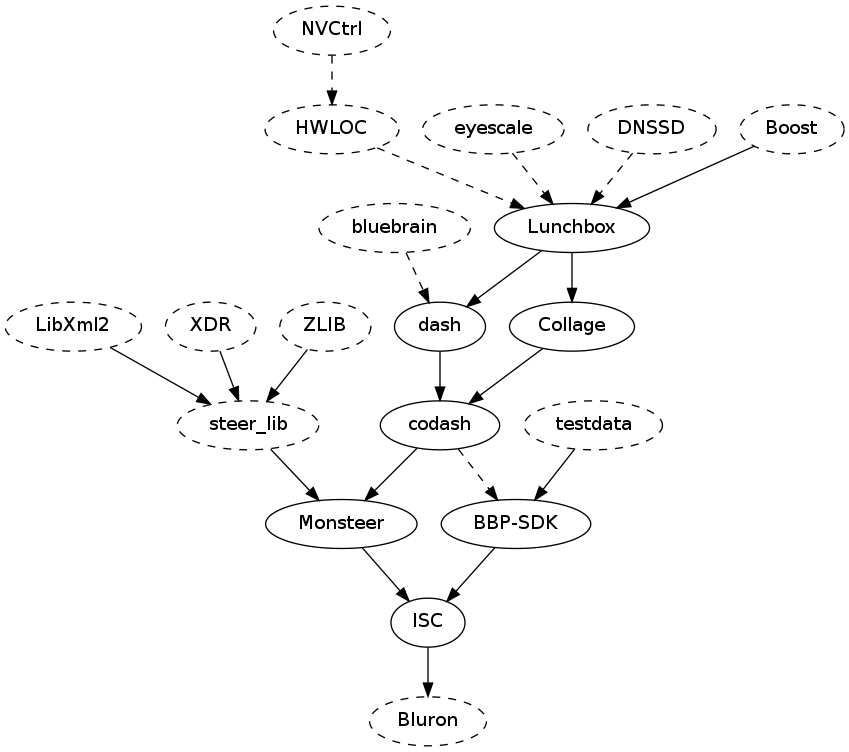 NVCtrl
HWLOC
eyescale
DNSSD
Boost
bluebrain
Lunchbox
LibXml2
XDR
ZLIB
dash
Collage
steer_lib
codash
testdata
Monsteer
BBP-SDK
ISC
Bluron